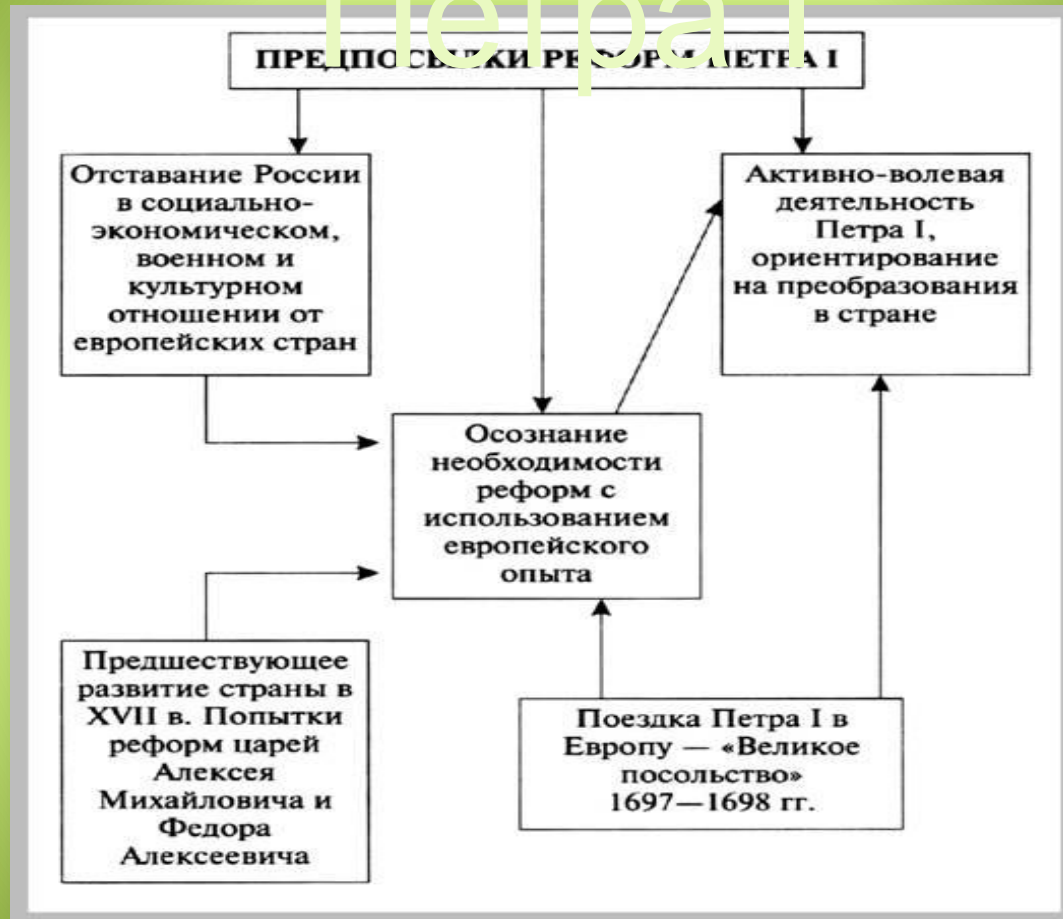 Петра I
ПРЕДПОСЫЛКИ РЕФОРМ ПЕТРА I
Отставание России
в социально-
экономическом,
военном и
культурном
отношении от
европейских стран
Активно-волевая
деятельность
Петра I,
ориентирование
на преобразования
в стране
Осознание
необходимости
реформ с
использованием
европейского
опыта
Предшествующее
развитие страны в
XVII в. Попытки
реформ царей
Алексея
Михайловича и
Федора
Алексеевича
Поездка Петра I в
Европу — «Великое
посольство»
1697—1698 гг.